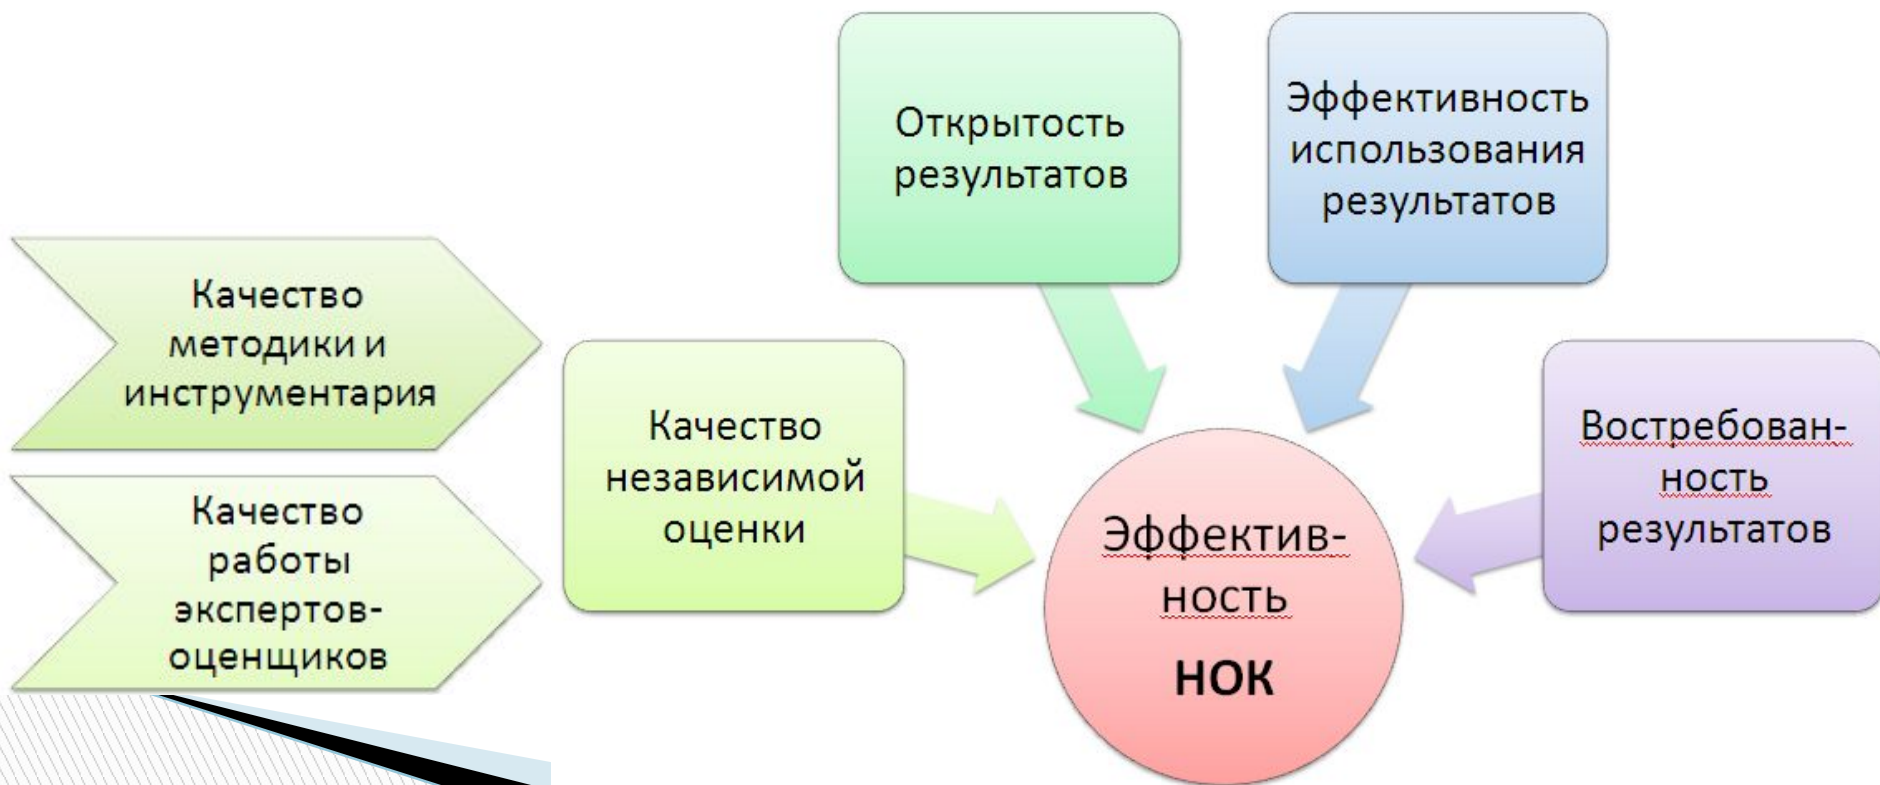 Качество
методики и
инструментария
Качество
работы
экспертов-
оценщиков
Качество
независимой
оценки
Открытость
результатов
Эффективность
использования
результатов
Востребован-
ность
результатов
Эффектив-
ность
НОК